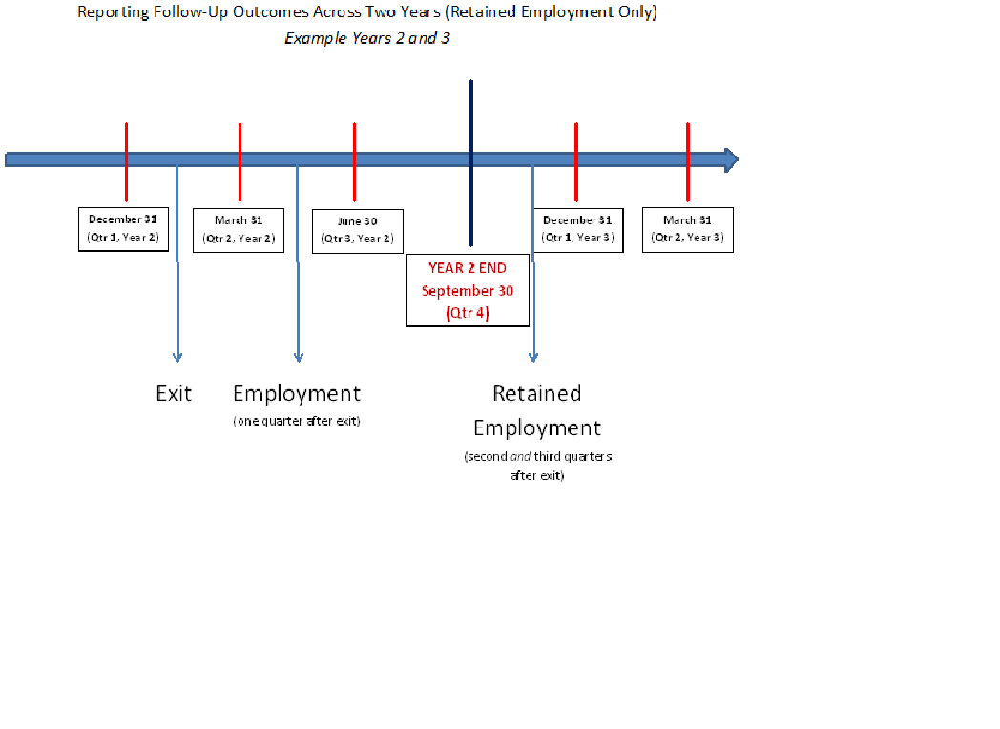 Reporting Follow-Up Outcomes Across Two Years (Retained Employment Only)
Example Years 2 and 3
December 31
(Qtr 1, Year 2)
March 31
(Qtr 2, Year 2)
June 30
(Qtr 3, Year 2)
YEAR 2 END
September 30
(Qtr 4)
December 31
(Qtr 1, Year 3)
March 31
(Qtr 2, Year 3)
Exit
Employment
(one quarter after exit)
Retained
Employment
(second and third quarters
after exit)